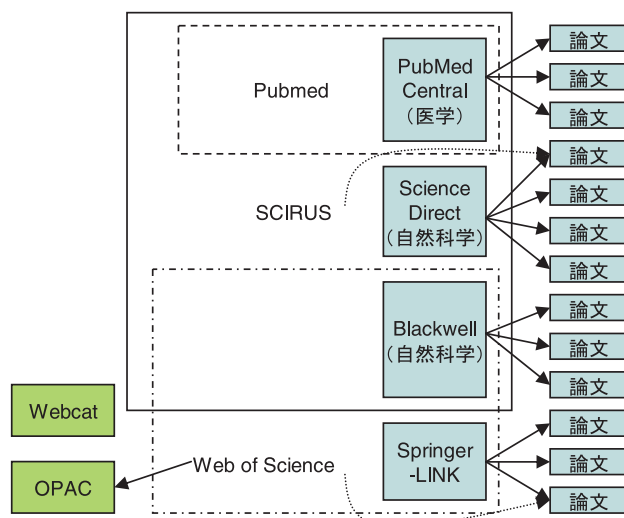 Pubmed
PubMed
Central
（医学）
SCIRUS
Science
Direct
（自然科学）
Blackwell
（自然科学）
Webcat
OPAC
Web of Science
Springer
-LINK
論文
論文
論文
論文
論文
論文
論文
論文
論文
論文
論文
論文
論文